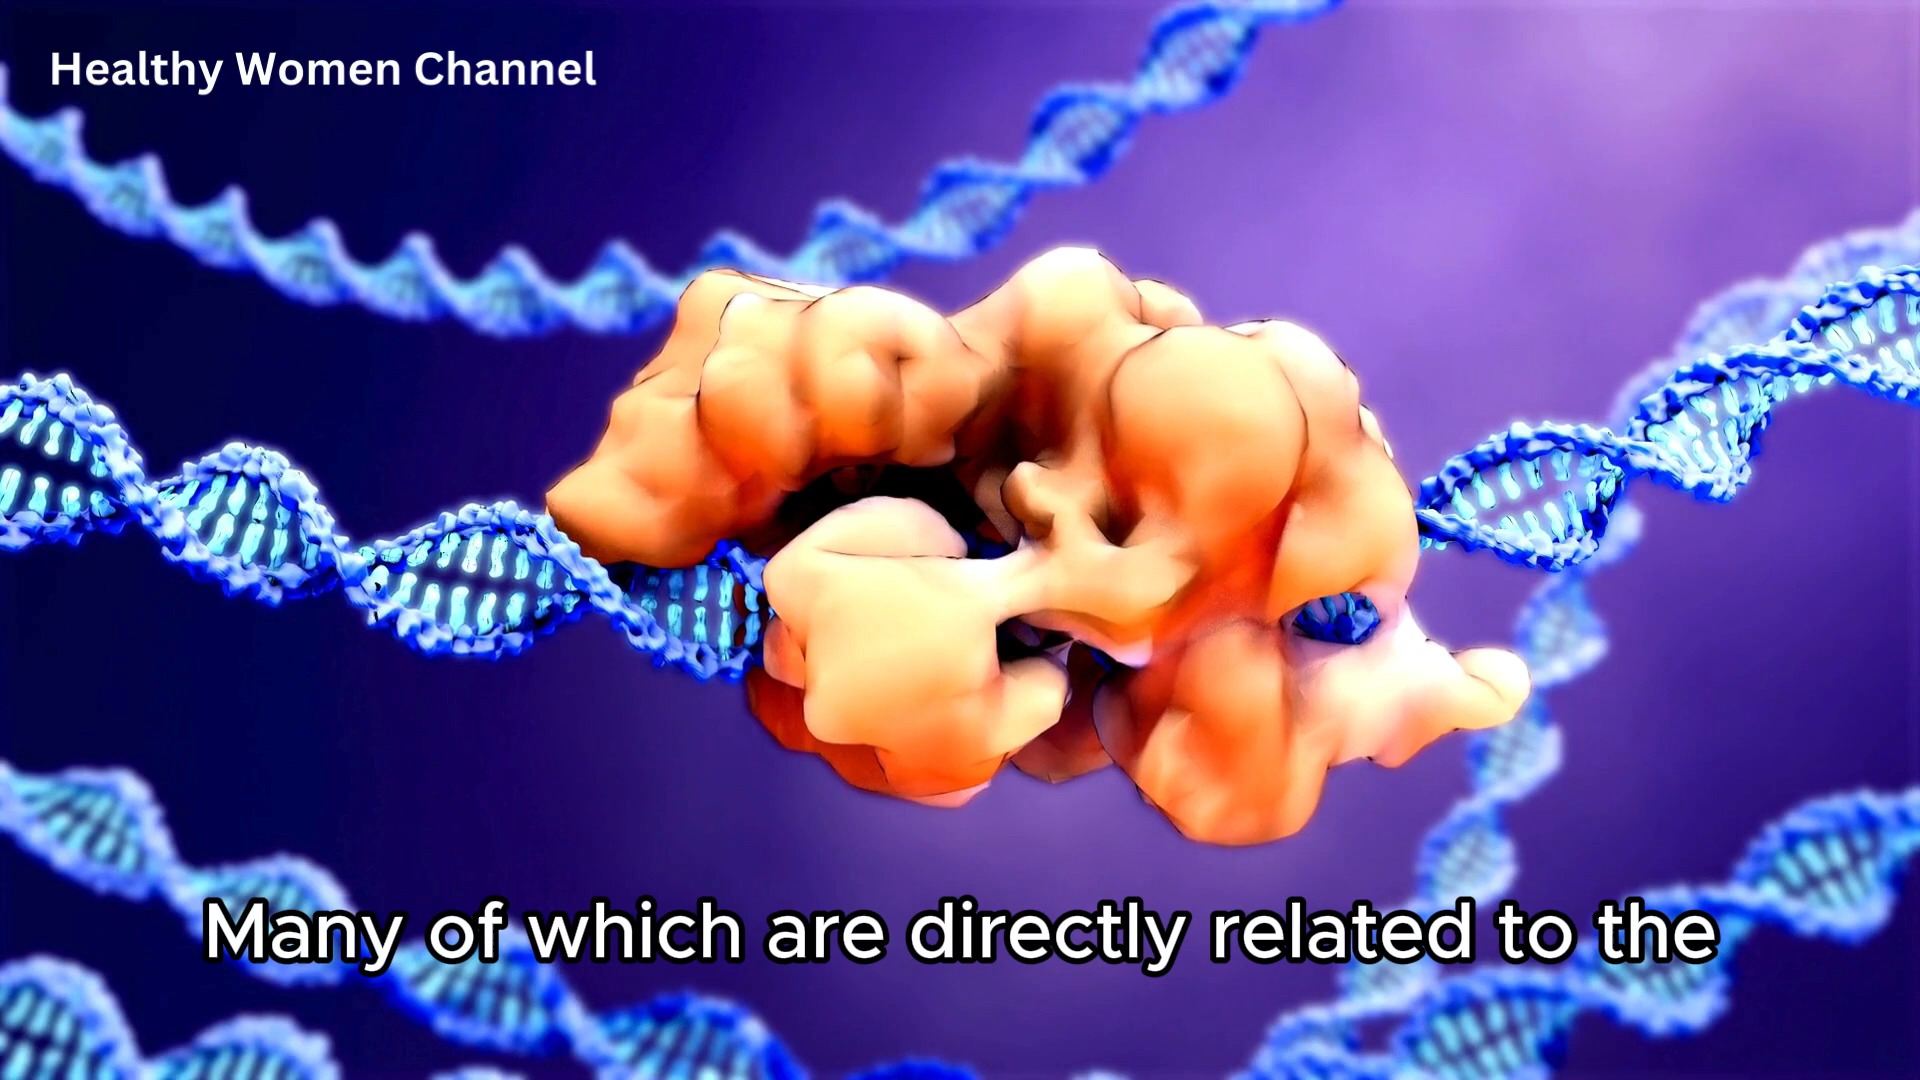 Healthy Women Channel
Many of which are directly related to the